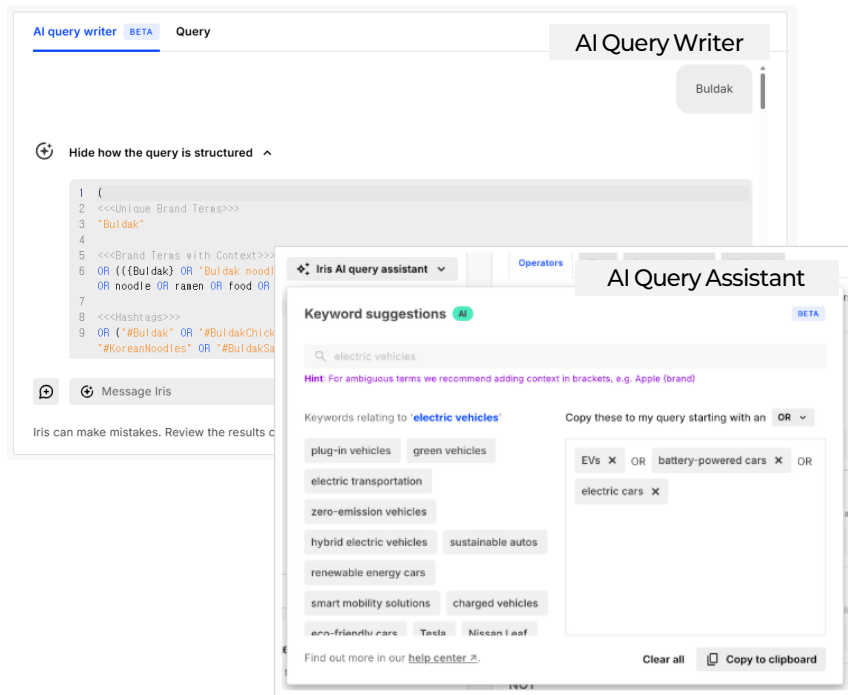 AI query writer BETA Query
AI Query Writer
Buldak
Hide how the query is structured
1 (
2 <<<Unique Brand Terms>>>
3 "Buldak"
4
5 <<<Brand Terms with Context>>>
6 OR (({Buldak} OR "Buldak noodl
OR noodle OR ramen OR food OR
7
8 <<<Hashtags>>>
9 OR ("#Buldak" OR "#BuldakChick
"#KoreanNoodles" OR "#BuldakSa
Message Iris
Iris can make mistakes. Review the results o
Iris AI query assistant
Operators
AI Query Assistant
Keyword suggestions AI
BETA
electric vehicles
Hint: For ambiguous terms we recommend adding context in brackets, e.g. Apple (brand)
Keywords relating to 'electric vehicles'
plug-in vehicles green vehicles
electric transportation
zero-emission vehicles
hybrid electric vehicles sustainable autos
renewable energy cars
smart mobility solutions charged vehicles
eco-friendly cars Tesla Nissan Leaf
Copy these to my query starting with an OR
EVs × OR battery-powered cars × OR
electric cars ×
Find out more in our help center ↗.
Clear all Copy to clipboard
NOT